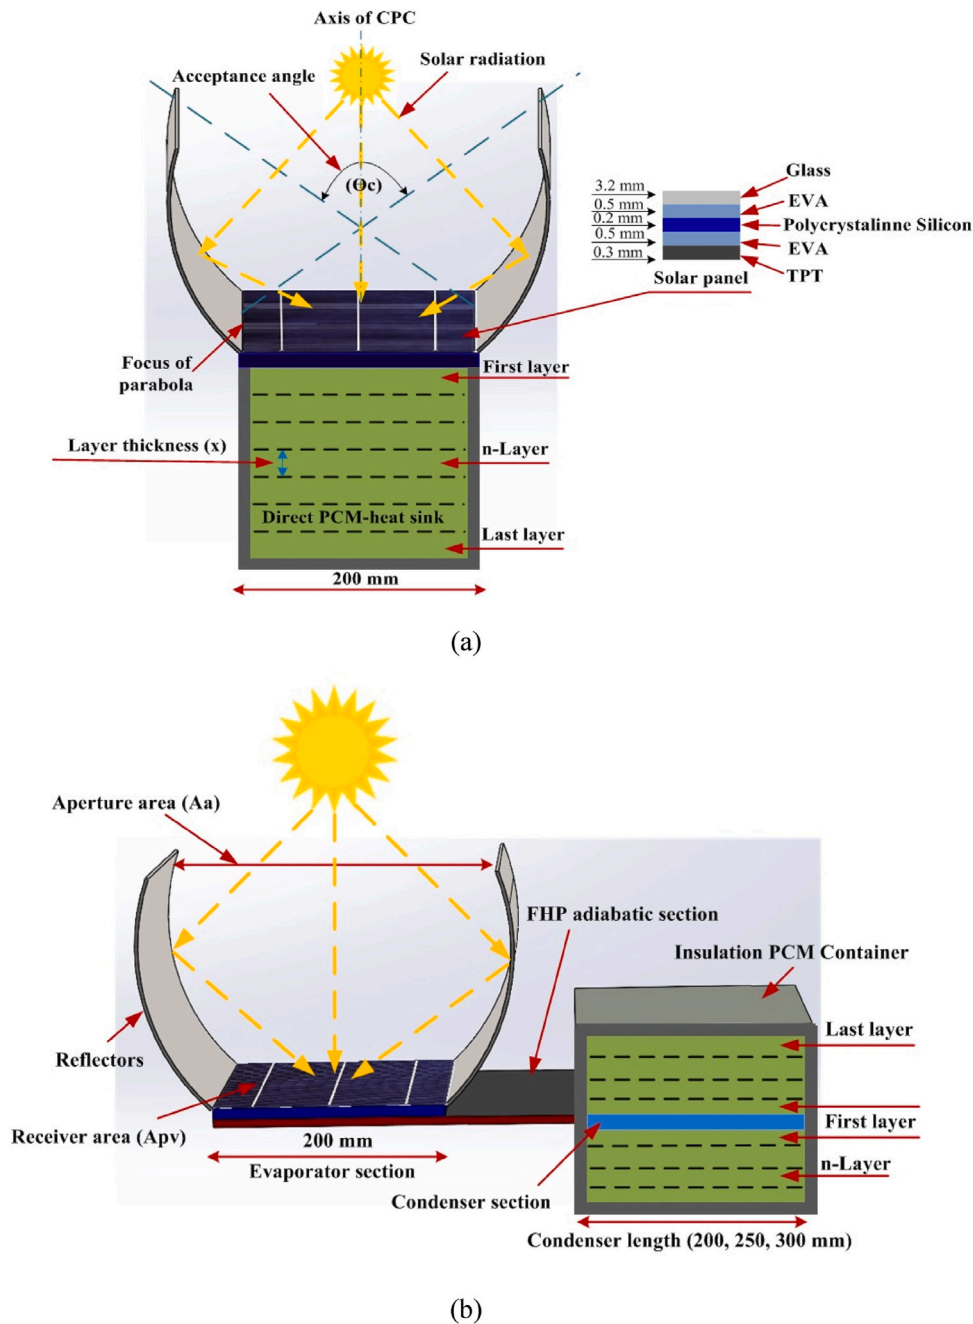 (a)
Axis of CPC
Acceptance angle
Solar radiation
(Θc)
Glass
3.2 mm
0.5 mm
EVA
0.2 mm
Polycrystalinne Silicon
0.5 mm
EVA
0.3 mm
TPT
Solar panel
Focus of
parabola
First layer
Layer thickness (x)
n-Layer
Direct PCM-heat sink
Last layer
200 mm
(a)
Aperture area (Aa)
FHP adiabatic section
Insulation PCM Container
Reflectors
Last layer
Receiver area (Apv)
200 mm
First layer
Evaporator section
n-Layer
Condenser section
Condenser length (200, 250, 300 mm)
(b)